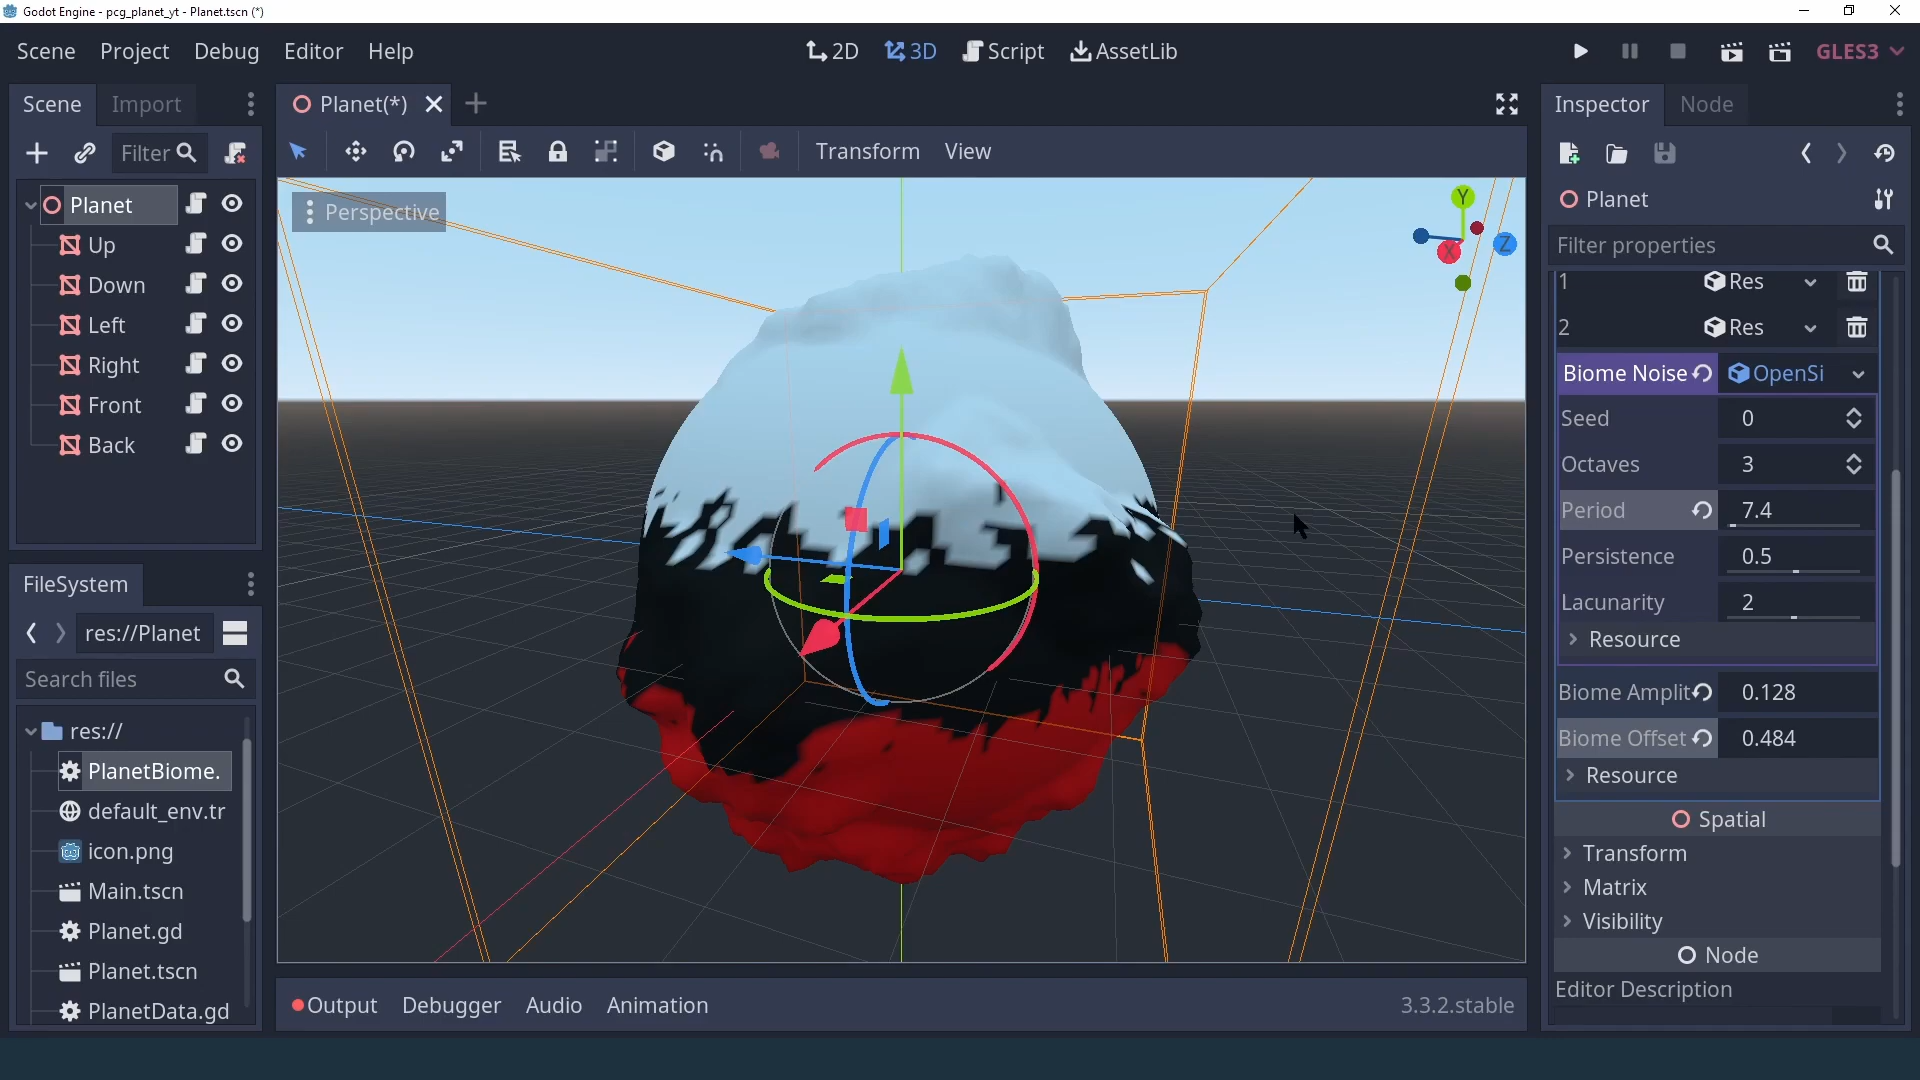 Godot Engine - pcg_planet_yt - Planet.tscn (*)
Scene Project Debug Editor Help
2D 3D Script AssetLib
GLES3
Scene Import
Filter
Planet
Up
Down
Left
Right
Front
Back
FileSystem
res://Planet
Search files
res://
PlanetBiome.
default_env.tr
icon.png
Main.tscn
Planet.gd
Planet.tscn
PlanetData.gd
Planet(*)
Transform View
Perspective
Y
X
Z
Output Debugger Audio Animation
3.3.2.stable
Inspector Node
Planet
Filter properties
1 Res
2 Res
Biome Noise OpenSi
Seed 0
Octaves 3
Period 7.4
Persistence 0.5
Lacunarity 2
Resource
Biome Amplit 0.128
Biome Offset 0.484
Resource
Spatial
Transform
Matrix
Visibility
Node
Editor Description